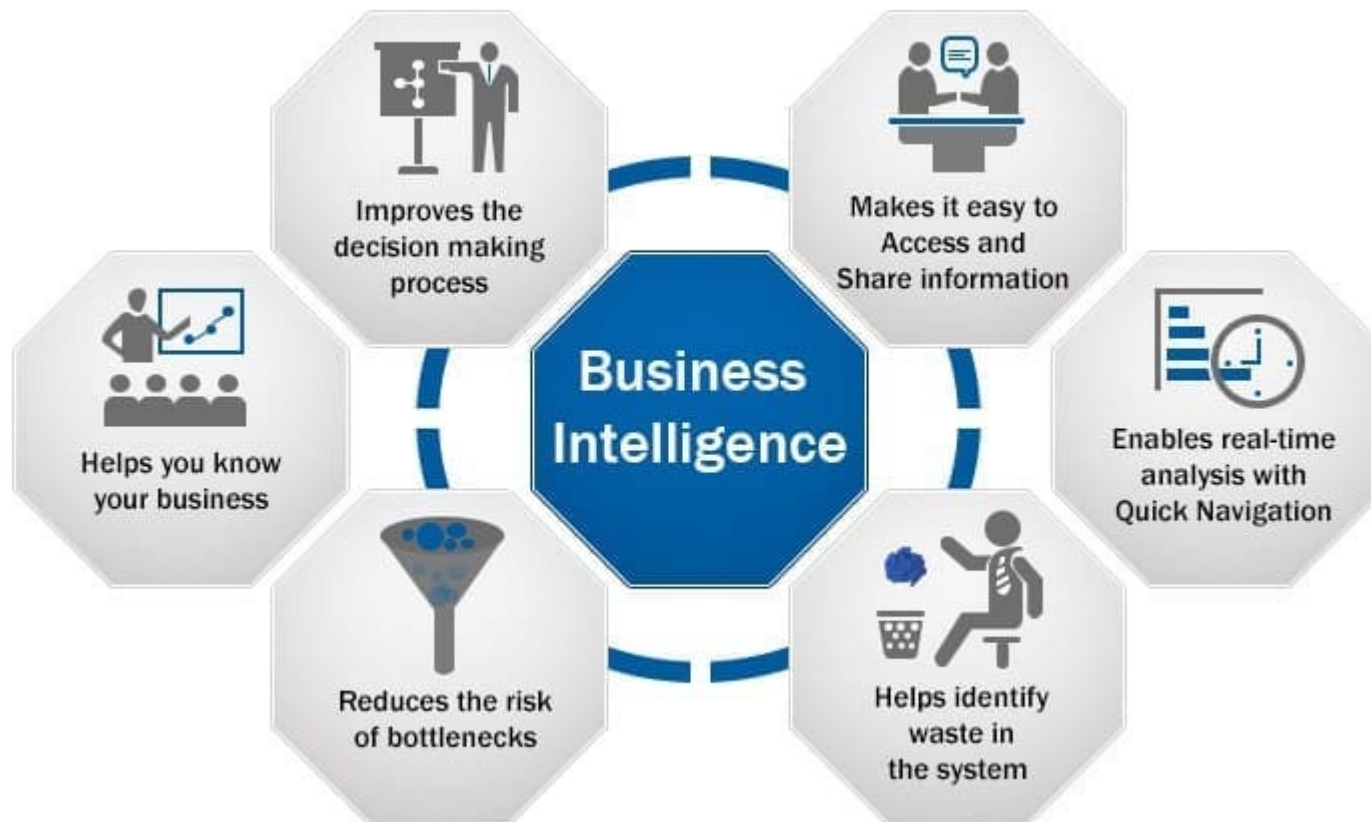 Improves the
decision making
process
Makes it easy to
Access and
Share information
Helps you know
your business
Business
Intelligence
Enables real-time
analysis with
Quick Navigation
Reduces the risk
of bottlenecks
Helps identify
waste in
the system